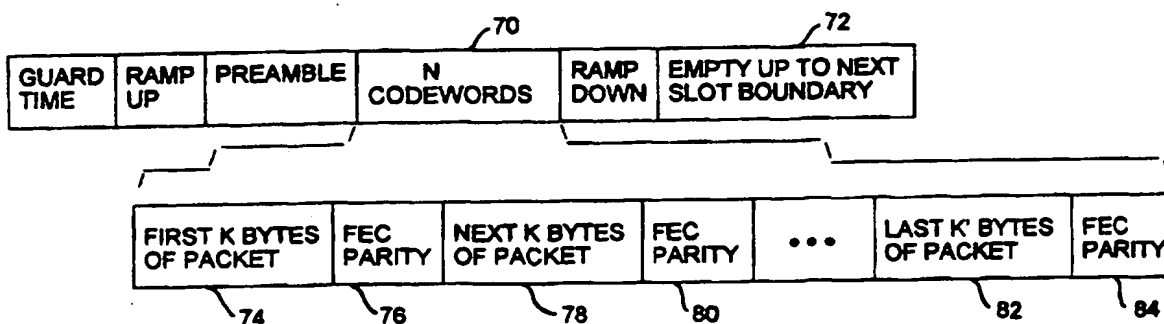 70
72
GUARD TIME
RAMP UP
PREAMBLE
N CODEWORDS
RAMP DOWN
EMPTY UP TO NEXT SLOT BOUNDARY
FIRST K BYTES OF PACKET
FEC PARITY
NEXT K BYTES OF PACKET
FEC PARITY
•••
LAST K' BYTES OF PACKET
FEC PARITY
74
76
78
80
82
84